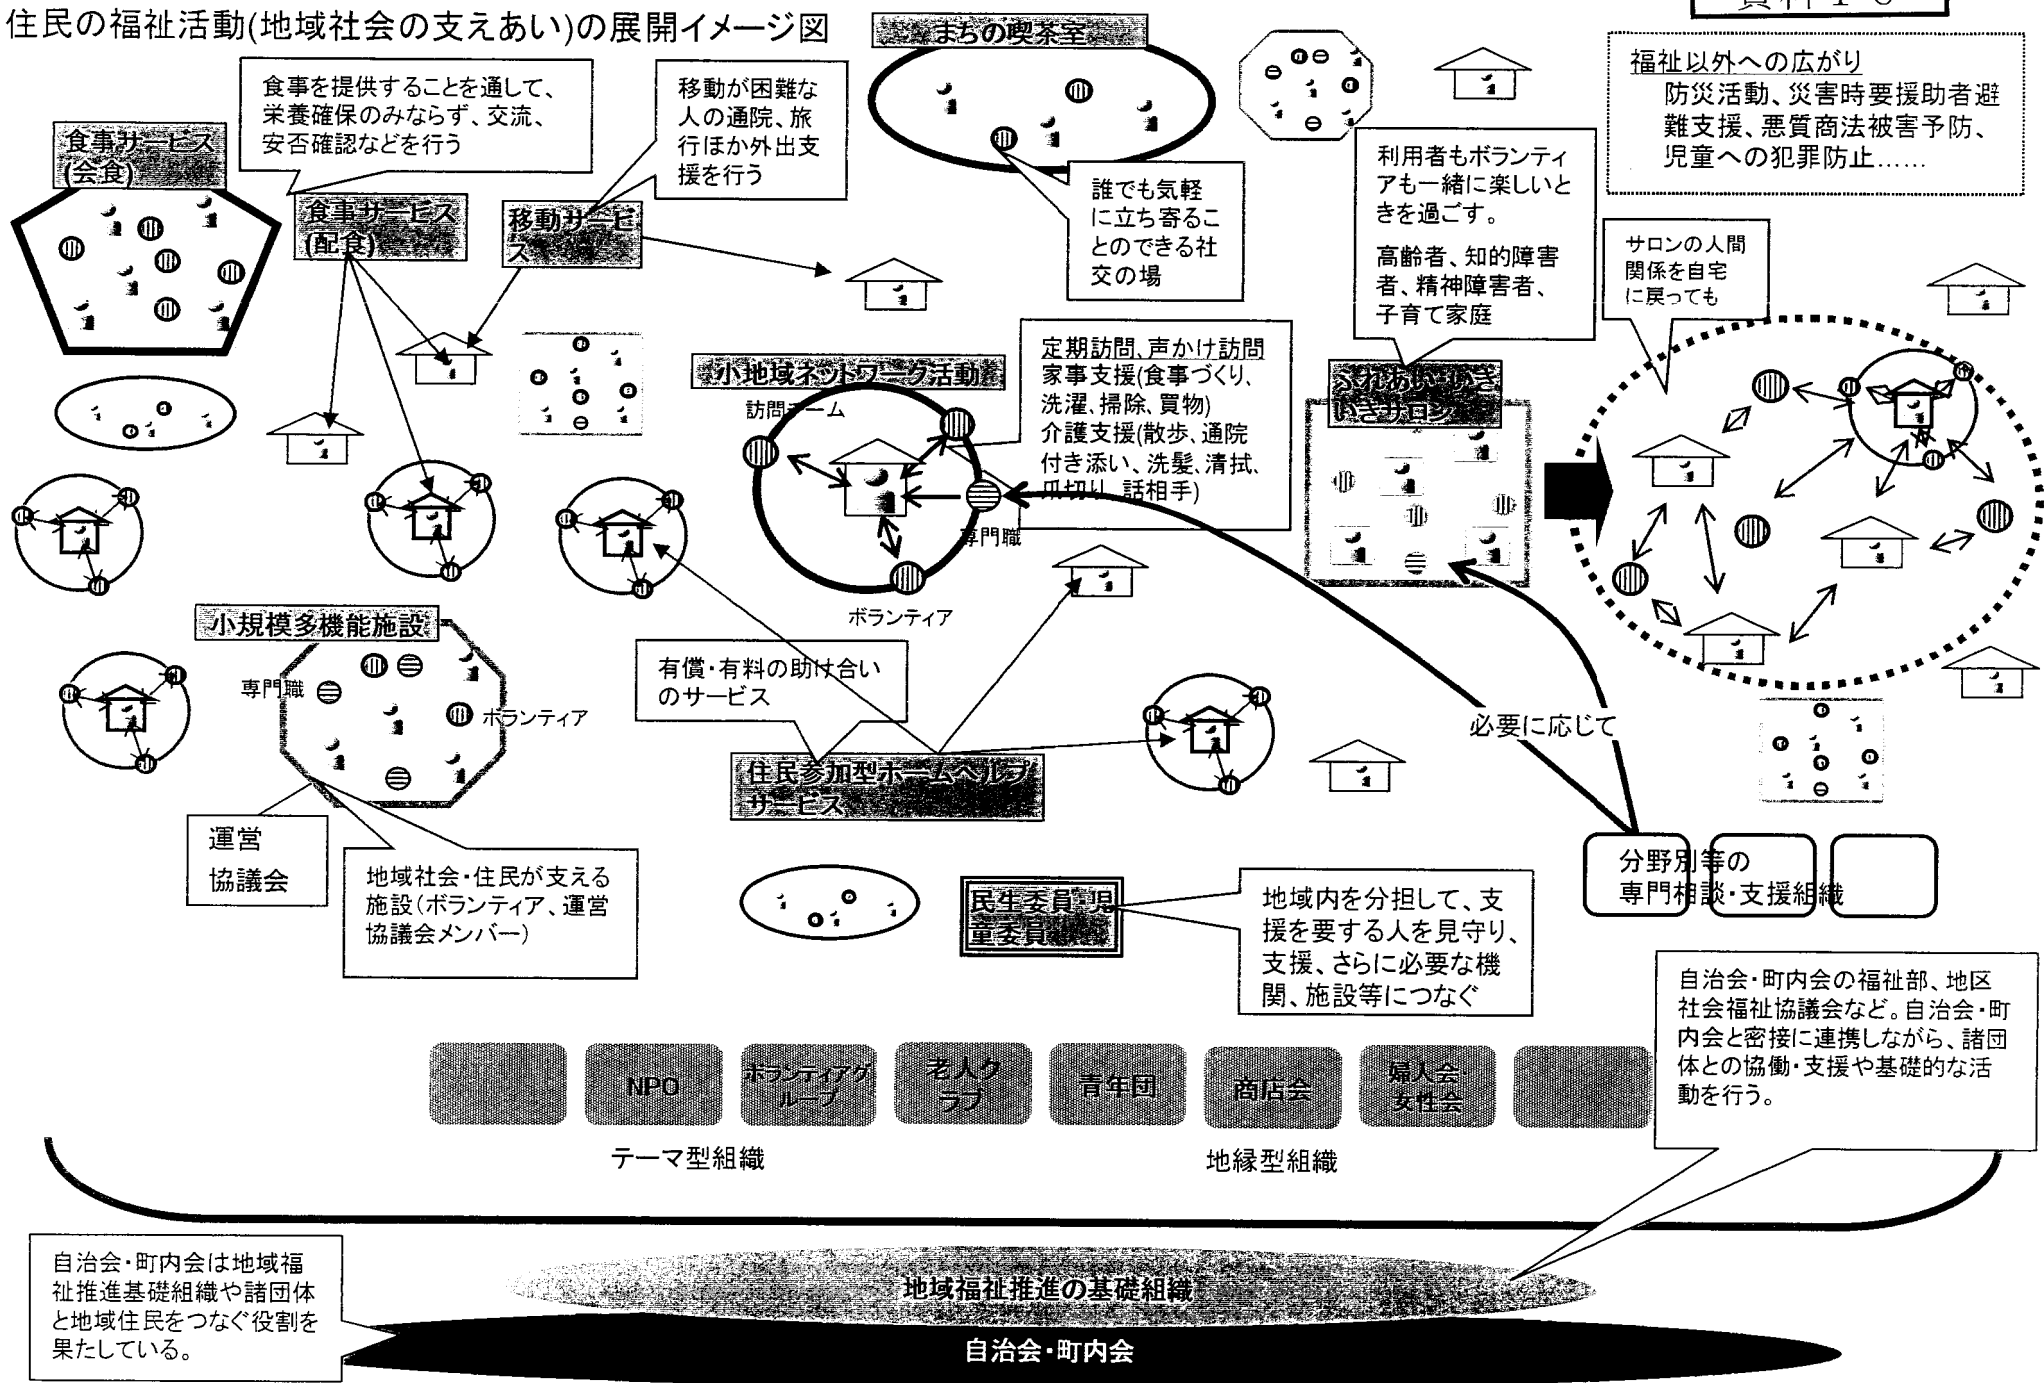 住民の福祉活動(地域社会の支えあい)の展開イメージ図
福祉以外への広がり
防災活動、災害時要援助者避
難支援、悪質商法被害予防、
児童への犯罪防止……
まちの喫茶室
誰でも気軽
に立ち寄るこ
とのできる社
交の場
食事を提供することを通して、
栄養確保のみならず、交流、
安否確認などを行う
移動が困難な
人の通院、旅
行ほか外出支
援を行う
食事サービス
(会食)
食事サービス
(配食)
移動サービ
ス
利用者もボランティ
アも一緒に楽しいと
きを過ごす。
高齢者、知的障害
者、精神障害者、
子育て家庭
サロンの人間
関係を自宅
に戻っても
小地域ネットワーク活動
訪問チーム
定期訪問、声かけ訪問
家事支援(食事づくり、
洗濯、掃除、買物)
介護支援(散歩、通院
付き添い、洗髪、清拭、
爪切り、話相手)
専門職
ボランティア
ふれあい・いき
いきサロン
小規模多機能施設
専門職
ボランティア
運営
協議会
地域社会・住民が支える
施設(ボランティア、運営
協議会メンバー)
有償・有料の助け合い
のサービス
住民参加型ホームヘルプ
サービス
必要に応じて
分野別等の
専門相談・支援組織
民生委員・児
童委員
地域内を分担して、支
援を要する人を見守り、
支援、さらに必要な機
関、施設等につなぐ
自治会・町内会の福祉部、地区
社会福祉協議会など。自治会・町
内会と密接に連携しながら、諸団
体との協働・支援や基礎的な活
動を行う。
NPO
ボランティアグ
ループ
老人ク
ラブ
青年団
商店会
婦人会・
女性会
テーマ型組織
地縁型組織
自治会・町内会は地域福
祉推進基礎組織や諸団体
と地域住民をつなぐ役割を
果たしている。
地域福祉推進の基礎組織
自治会・町内会